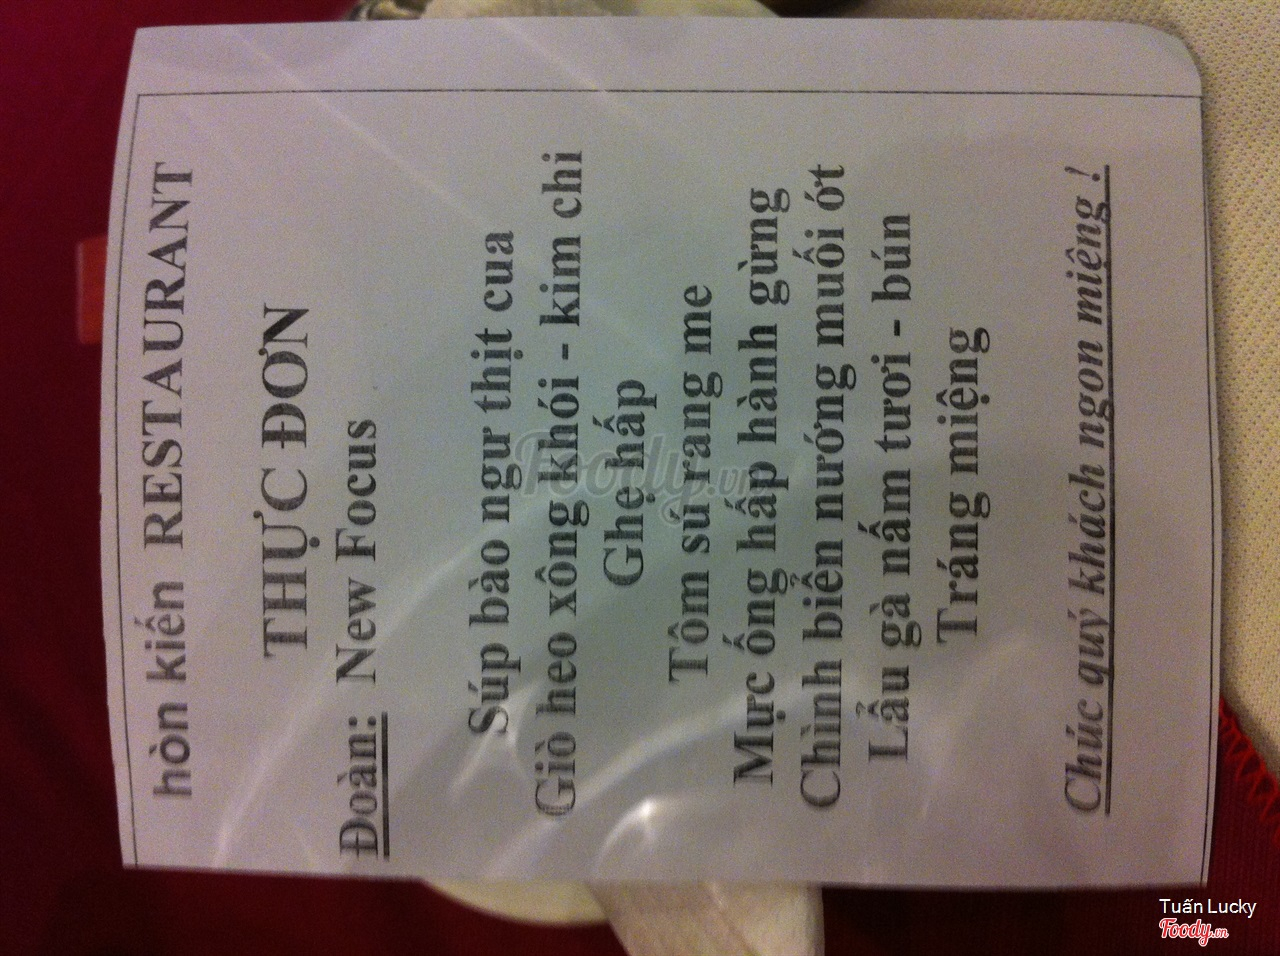 hòn kiến RESTAURANT
THỰC ĐƠN
Đoàn: New Focus
Súp bào ngư thịt cua
Giò heo xông khói - kim chi
Ghẹ hấp
Tôm sú rang me
Mực ống hấp hành gừng
Chình biển nướng muối ớt
Lẩu gà nấm tươi - bún
Tráng miệng
Chúc quý khách ngon miệng !
Foody.vn
Tuấn Lucky
Foody.vn